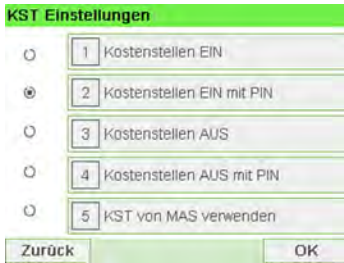 KST Einstellungen
1 Kostenstellen EIN
2 Kostenstellen EIN mit PIN
3 Kostenstellen AUS
4 Kostenstellen AUS mit PIN
5 KST von MAS verwenden
Zurück OK